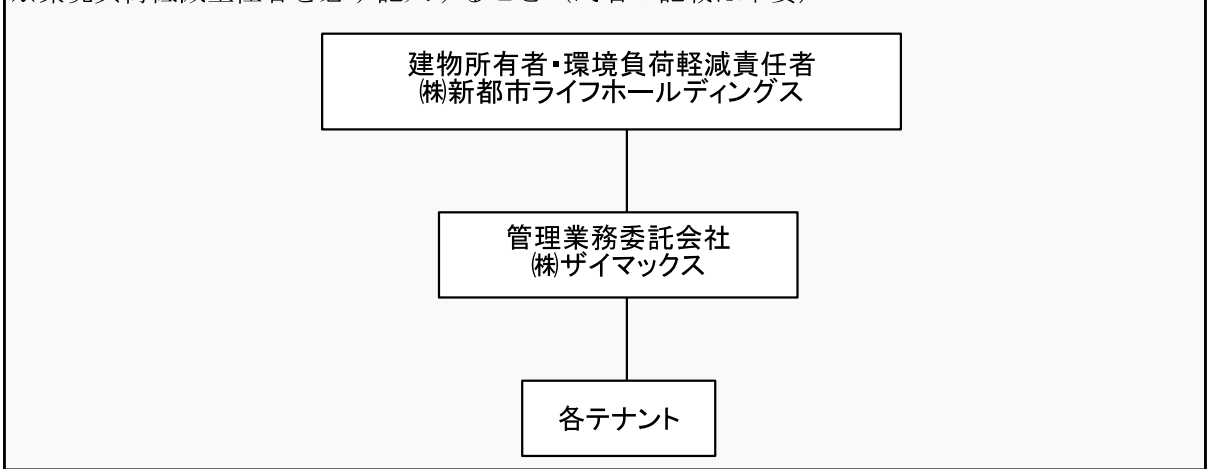 建物所有者・環境負荷軽減責任者
㈱新都市ライフホールディングス
管理業務委託会社
㈱ザイマックス
各テナント